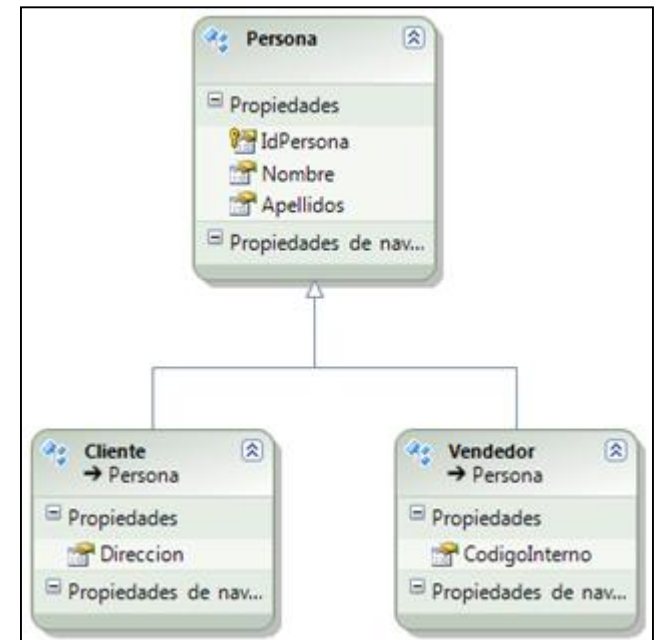 Persona
Propiedades
IdPersona
Nombre
Apellidos
Propiedades de nav...
Cliente
→ Persona
Propiedades
Direccion
Propiedades de nav...
Vendedor
→ Persona
Propiedades
CodigoInterno
Propiedades de nav...